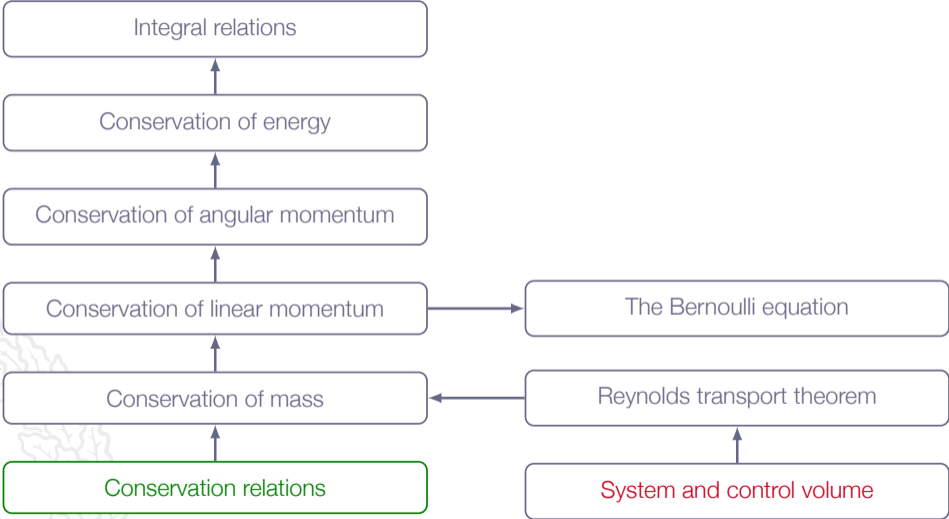 Integral relations
Conservation of energy
Conservation of angular momentum
Conservation of linear momentum
The Bernoulli equation
Conservation of mass
Reynolds transport theorem
Conservation relations
System and control volume